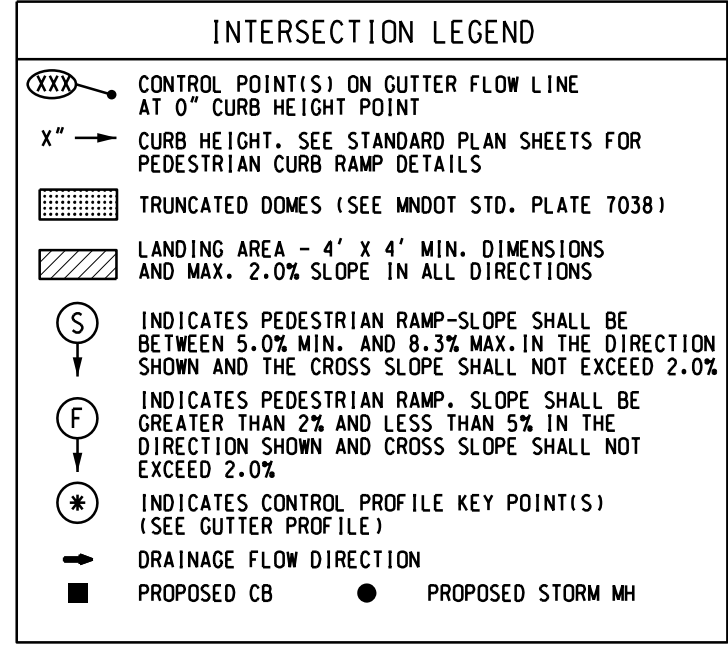 INTERSECTION LEGEND
XXX
CONTROL POINT(S) ON GUTTER FLOW LINE
AT 0" CURB HEIGHT POINT
X"
CURB HEIGHT. SEE STANDARD PLAN SHEETS FOR
PEDESTRIAN CURB RAMP DETAILS
TRUNCATED DOMES (SEE MNDOT STD. PLATE 7038)
LANDING AREA - 4' X 4' MIN. DIMENSIONS
AND MAX. 2.0% SLOPE IN ALL DIRECTIONS
S
INDICATES PEDESTRIAN RAMP-SLOPE SHALL BE
BETWEEN 5.0% MIN. AND 8.3% MAX.IN THE DIRECTION
SHOWN AND THE CROSS SLOPE SHALL NOT EXCEED 2.0%
F
INDICATES PEDESTRIAN RAMP. SLOPE SHALL BE
GREATER THAN 2% AND LESS THAN 5% IN THE
DIRECTION SHOWN AND CROSS SLOPE SHALL NOT
EXCEED 2.0%
*
INDICATES CONTROL PROFILE KEY POINT(S)
(SEE GUTTER PROFILE)
DRAINAGE FLOW DIRECTION
PROPOSED CB
PROPOSED STORM MH